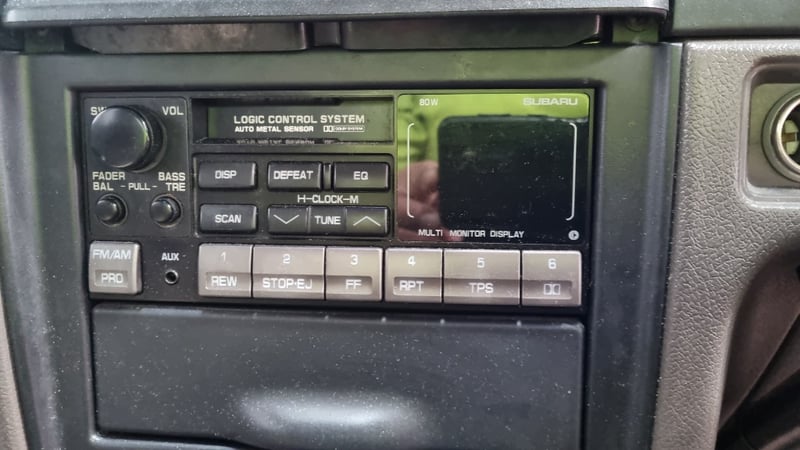 SW VOL
LOGIC CONTROL SYSTEM
AUTO METAL SENSOR DOLBY SYSTEM
80W SUBARU
FADER BASS
BAL -PULL- TRE
DISP DEFEAT EQ
H-CLOCK-M
SCAN TUNE
MULTI MONITOR DISPLAY
FM/AM
PRO
AUX
1 2 3 4 5 6
REW STOP·EJ FF RPT TPS